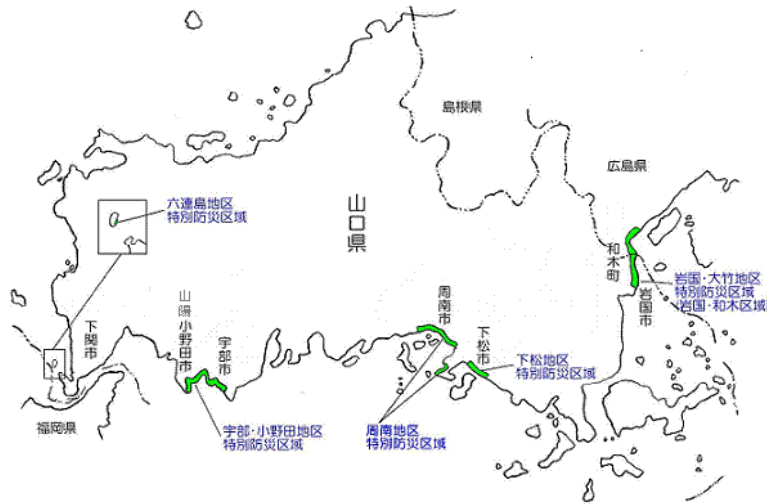 島根県
広島県
六連島地区
特別防災区域
山口県
和木町
岩国市
岩国・大竹地区
特別防災区域
(岩国・和木区域)
下関市
山陽小野田市
宇部市
周南市
下松市
下松地区
特別防災区域
福岡県
宇部・小野田地区
特別防災区域
周南地区
特別防災区域